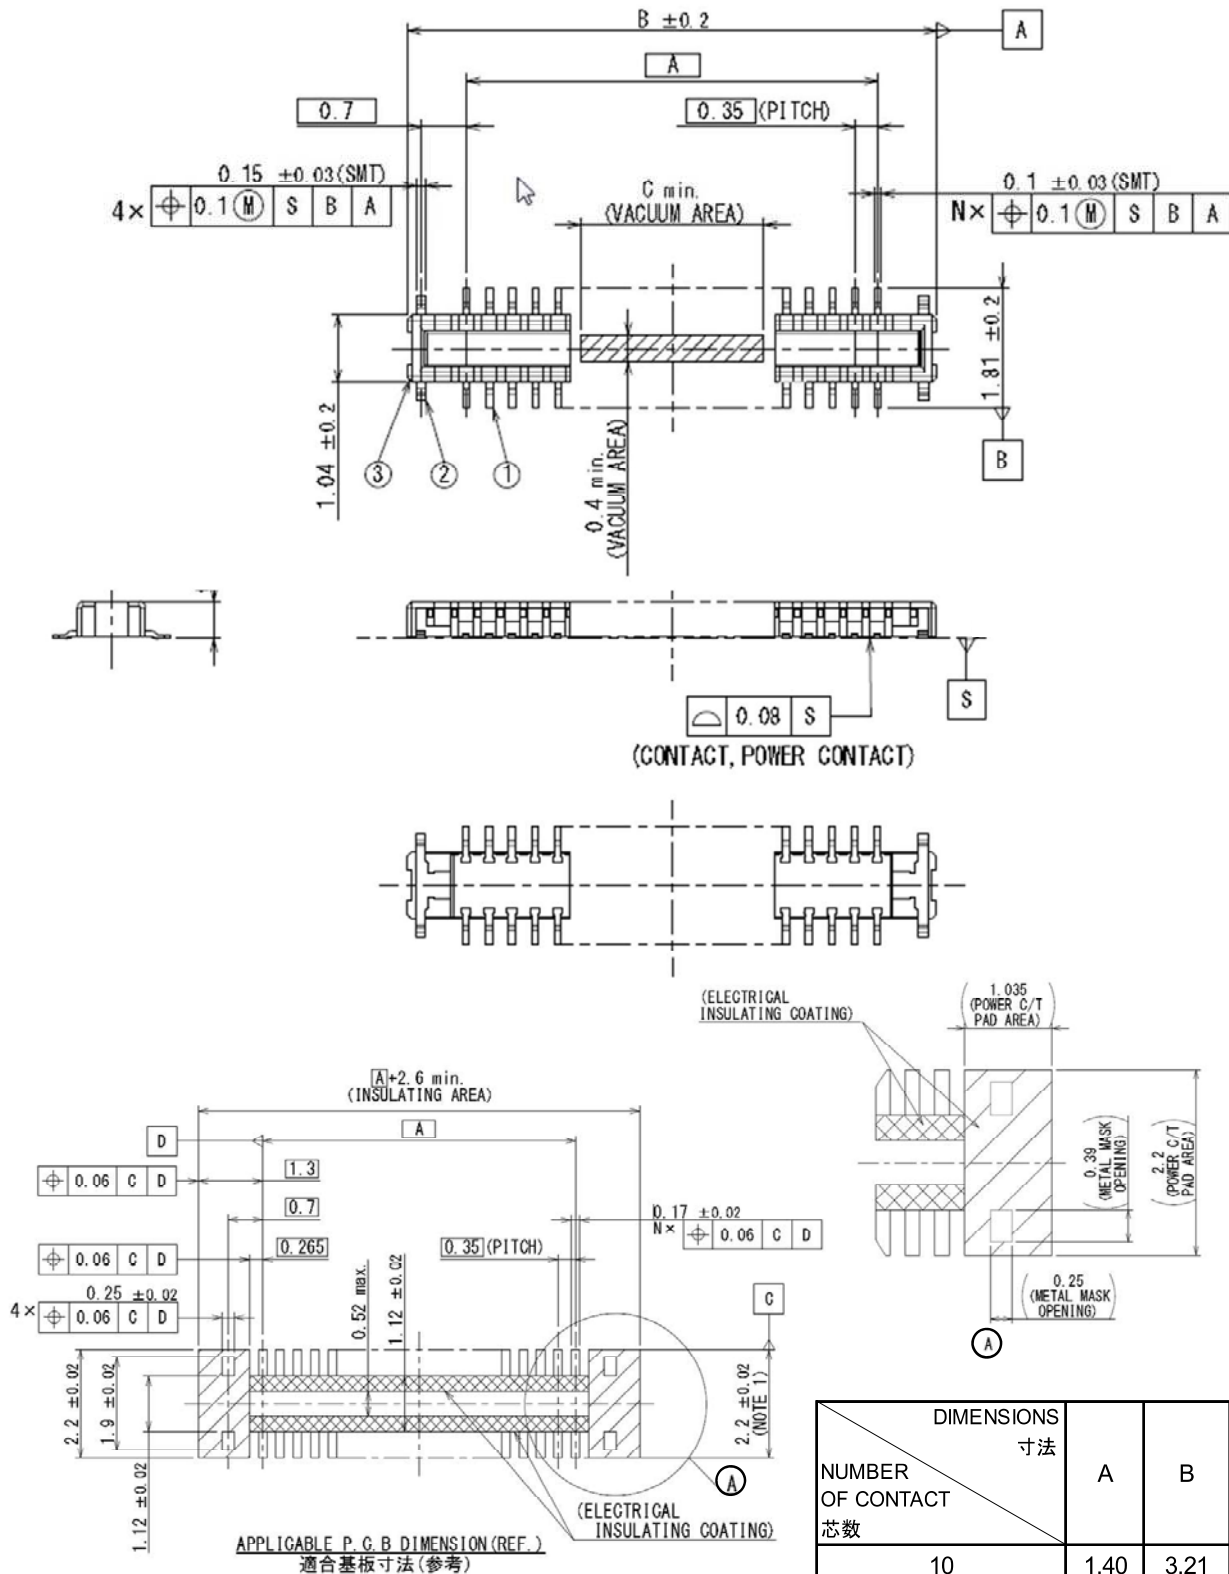 B ±0.2
A
A
0.7
0.35 (PITCH)
0.15 ±0.03(SMT)
4× ⌖ 0.1 Ⓜ S B A
C min.
(VACUUM AREA)
0.1 ±0.03(SMT)
N× ⌖ 0.1 Ⓜ S B A
1.81 ±0.2
1.04 ±0.2
③
②
①
0.4 min.
(VACUUM AREA)
B
⌓ 0.08 S
S
(CONTACT, POWER CONTACT)
(ELECTRICAL
INSULATING COATING)
(1.035
(POWER C/T
PAD AREA)
0.39
(METAL MASK
OPENING)
2.2
(POWER C/T
PAD AREA)
0.25
(METAL MASK
OPENING)
A
A+2.6 min.
(INSULATING AREA)
D
A
⌖ 0.06 C D
1.3
0.7
⌖ 0.06 C D
0.265
0.35 (PITCH)
0.17 ±0.02
N× ⌖ 0.06 C D
0.25 ±0.02
4× ⌖ 0.06 C D
0.52 max.
1.12 ±0.02
C
2.2 ±0.02
1.9 ±0.02
1.12 ±0.02
2.2 ±0.02
(NOTE 1)
A
(ELECTRICAL
INSULATING COATING)
APPLICABLE P.C.B DIMENSION(REF.)
適合基板寸法(参考)
DIMENSIONS
寸法
NUMBER
OF CONTACT
芯数
A
B
10 1.40 3.21